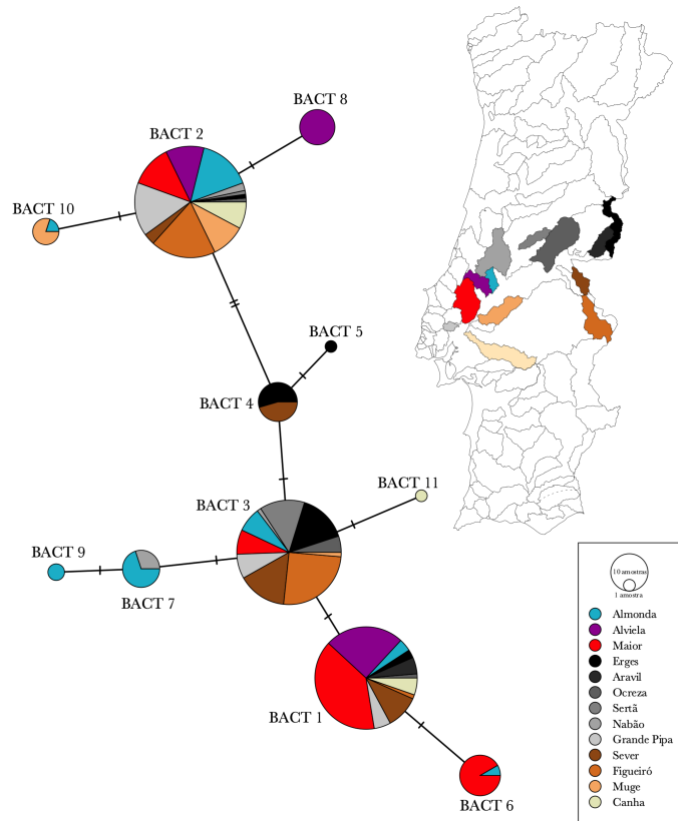 BACT 8
BACT 2
BACT 10
BACT 5
BACT 4
BACT 11
BACT 3
BACT 9
BACT 7
BACT 1
BACT 6
10 amostras
1 amostra
Almonda
Alviela
Maior
Erges
Aravil
Ocreza
Sertã
Nabão
Grande Pipa
Sever
Figueiró
Muge
Canha